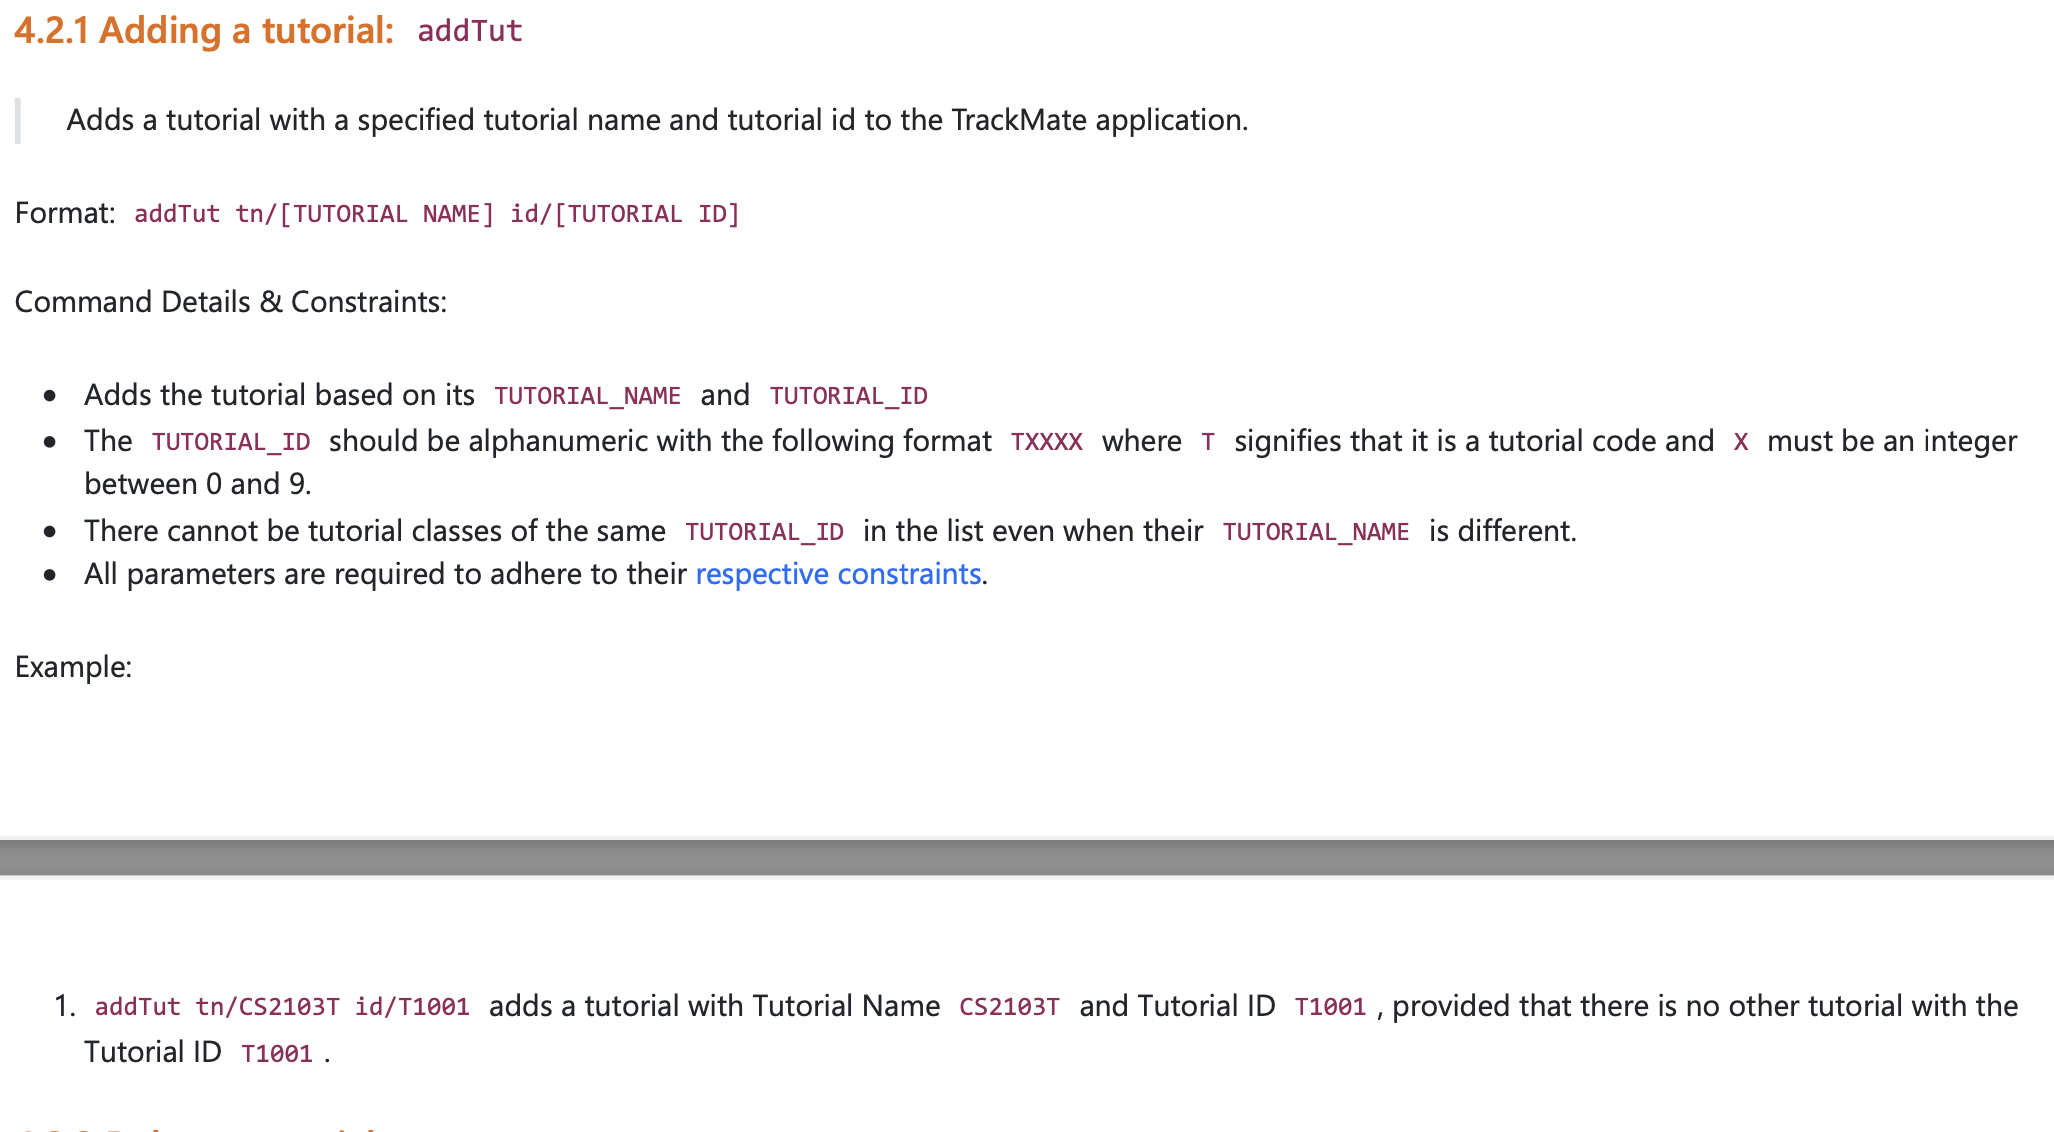 4.2.1 Adding a tutorial: addTut
Adds a tutorial with a specified tutorial name and tutorial id to the TrackMate application.
Format: addTut tn/[TUTORIAL NAME] id/[TUTORIAL ID]
Command Details & Constraints:
• Adds the tutorial based on its TUTORIAL_NAME and TUTORIAL_ID
• The TUTORIAL_ID should be alphanumeric with the following format TXXXX where T signifies that it is a tutorial code and X must be an integer
between 0 and 9.
• There cannot be tutorial classes of the same TUTORIAL_ID in the list even when their TUTORIAL_NAME is different.
• All parameters are required to adhere to their respective constraints.
Example:
1. addTut tn/CS2103T id/T1001 adds a tutorial with Tutorial Name CS2103T and Tutorial ID T1001 , provided that there is no other tutorial with the
Tutorial ID T1001 .